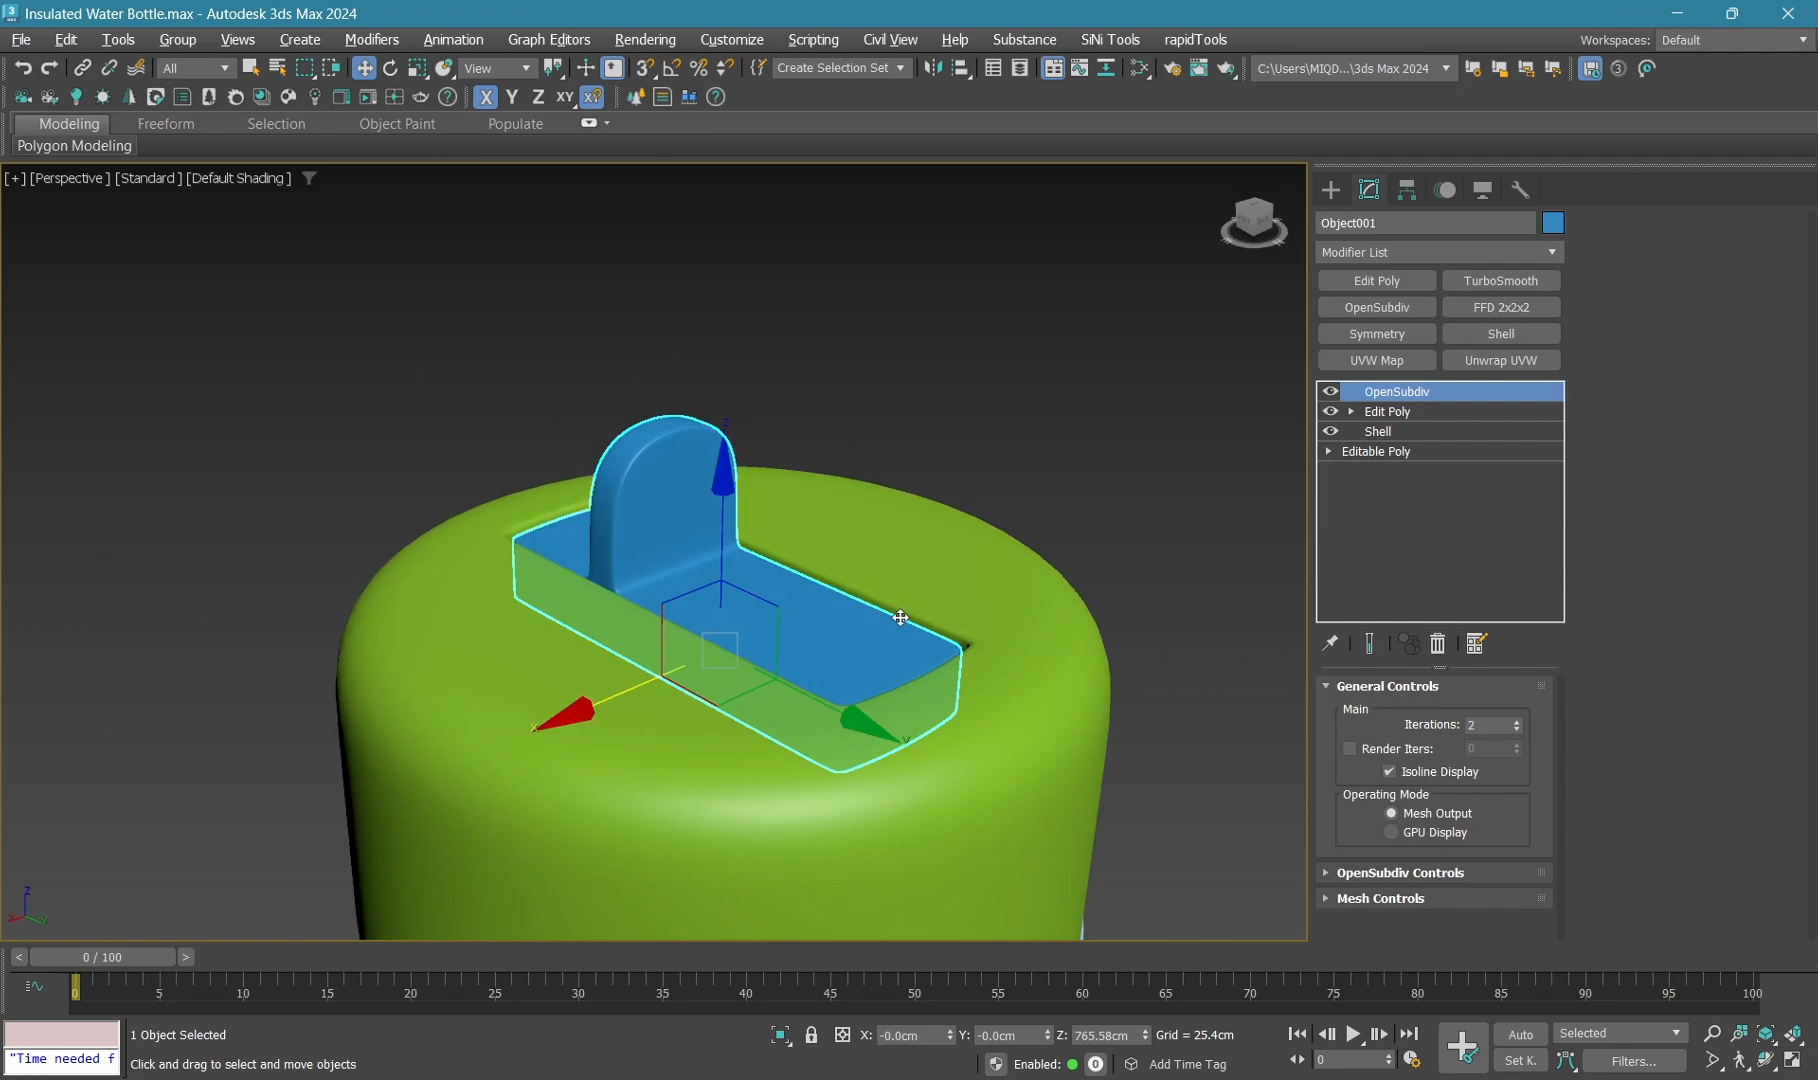 Insulated Water Bottle.max - Autodesk 3ds Max 2024
File Edit Tools Group Views Create Modifiers Animation Graph Editors Rendering Customize Scripting Civil View Help Substance SiNi Tools rapidTools Workspaces: Default
All View Create Selection Set C:\Users\MIQD...\3ds Max 2024
X Y Z XY
Modeling Freeform Selection Object Paint Populate
Polygon Modeling
[+] [Perspective ] [Standard ] [Default Shading ]
Object001
Modifier List
Edit Poly TurboSmooth
OpenSubdiv FFD 2x2x2
Symmetry Shell
UVW Map Unwrap UVW
OpenSubdiv
Edit Poly
Shell
Editable Poly
General Controls
Main
Iterations: 2
Render Iters: 0
Isoline Display
Operating Mode
Mesh Output
GPU Display
OpenSubdiv Controls
Mesh Controls
z
x
y
z
x
y
< 0 / 100 >
0 5 10 15 20 25 30 35 40 45 50 55 60 65 70 75 80 85 90 95 100
1 Object Selected X: -0.0cm Y: -0.0cm Z: 765.58cm Grid = 25.4cm Auto Selected
"Time needed f Click and drag to select and move objects Enabled: 0 Add Time Tag 0 Set K. Filters...